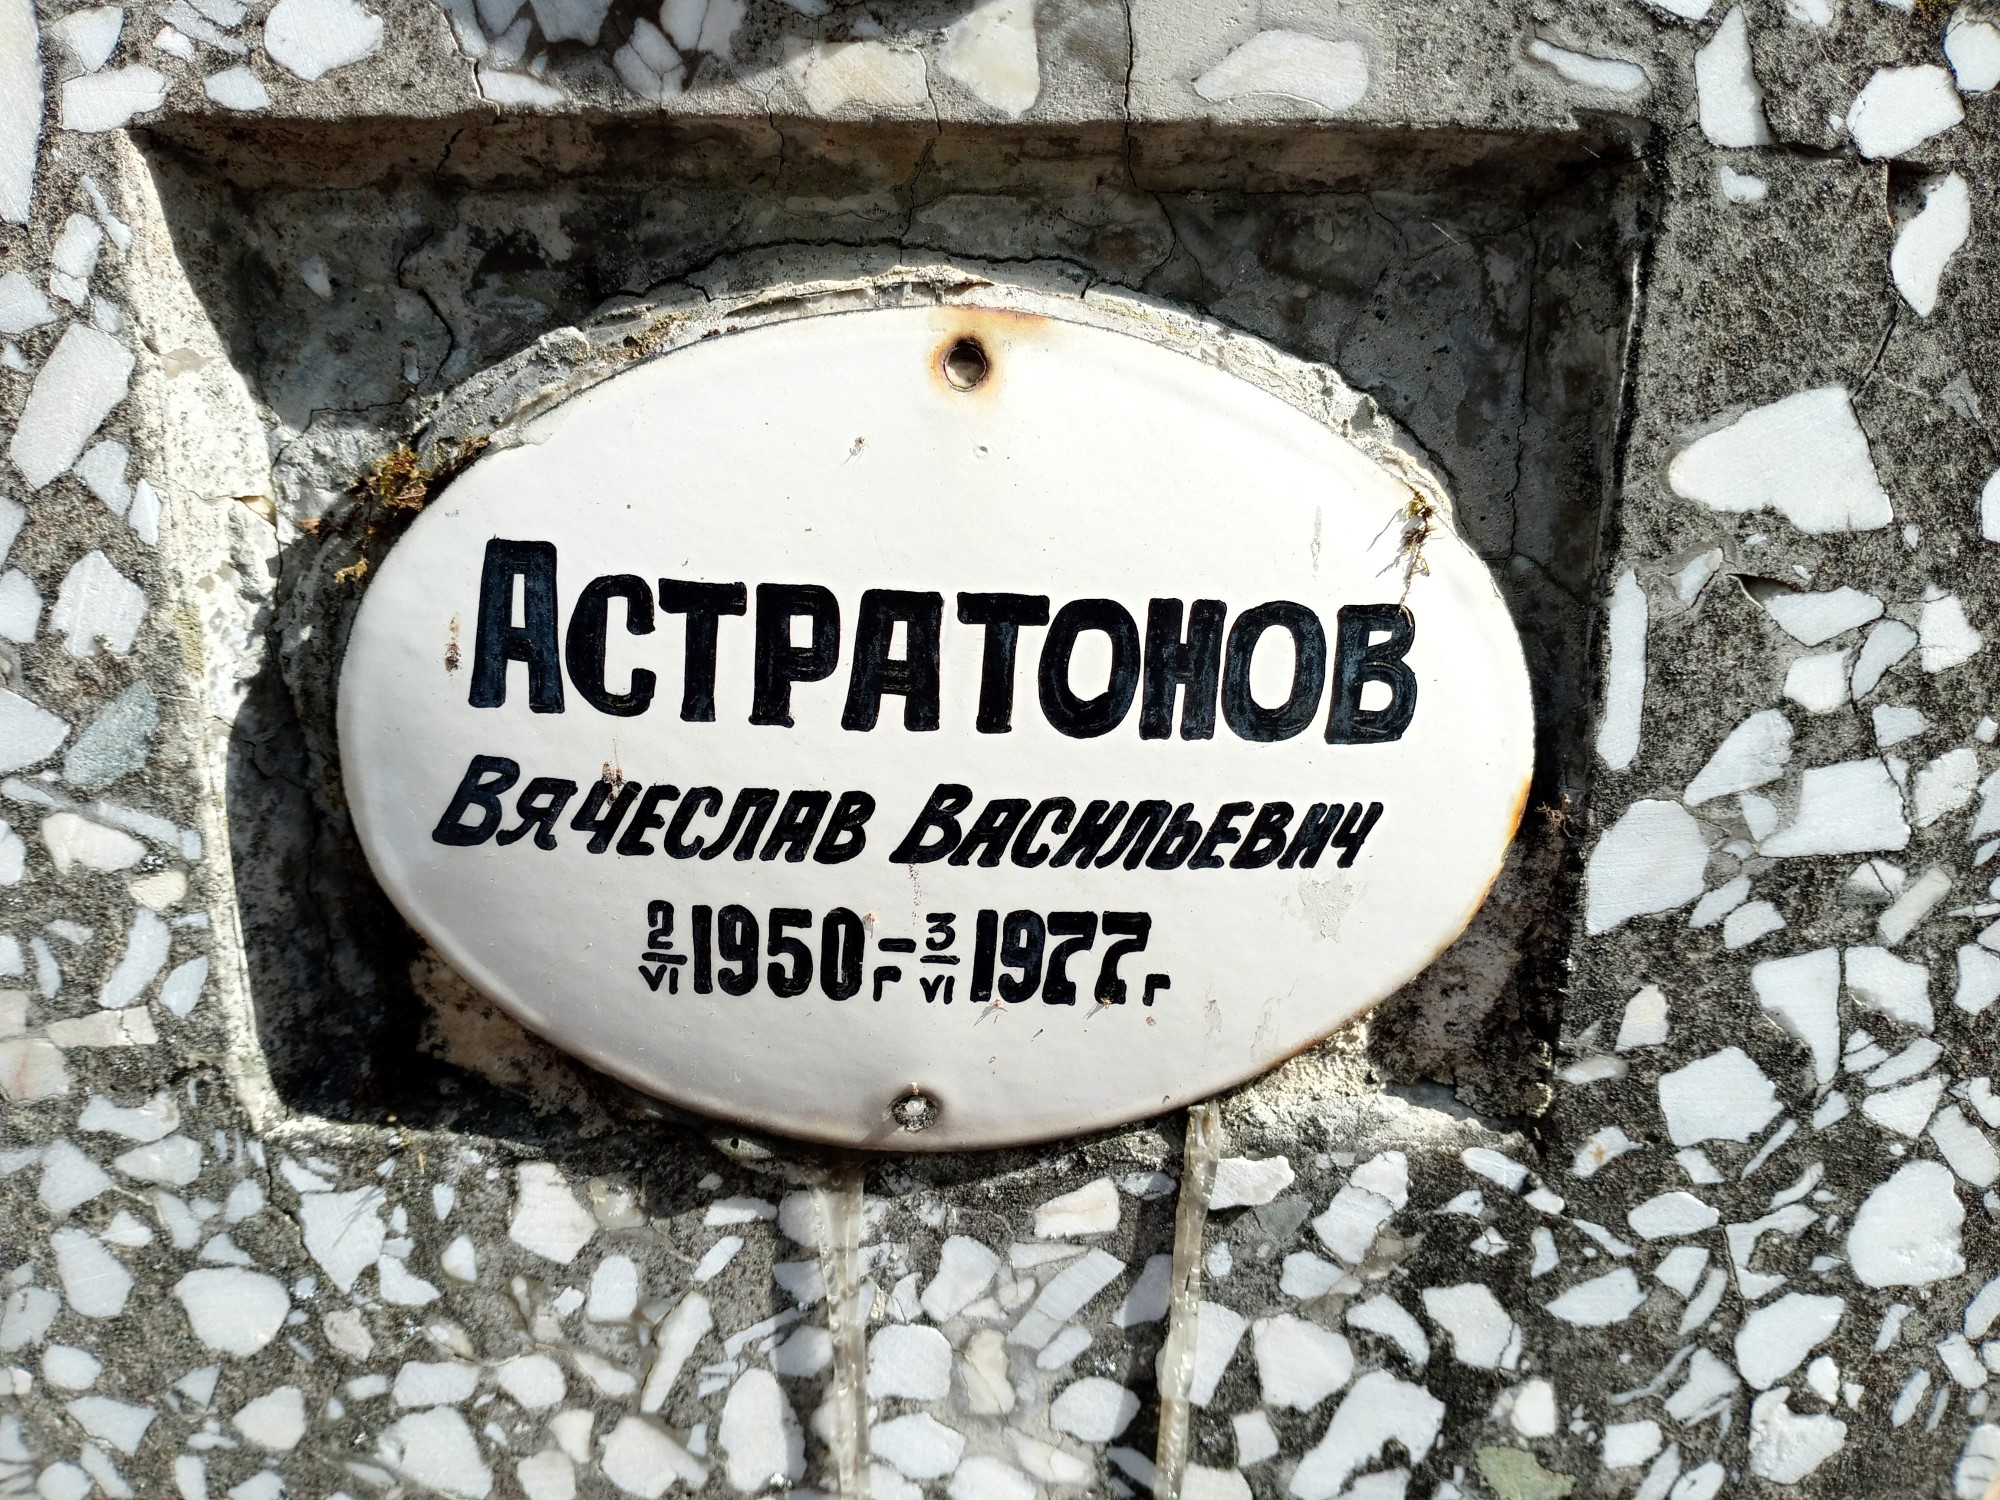 Астратонов
Вячеслав Васильевич
2/VI 1950г – 3/VI 1977г